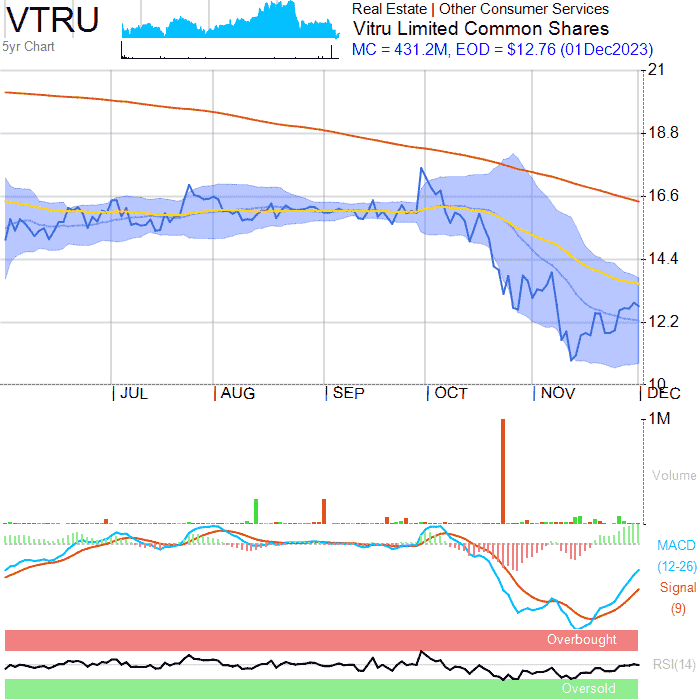 VTRU
5yr Chart
Real Estate | Other Consumer Services
Vitru Limited Common Shares
MC = 431.2M, EOD = $12.76 (01Dec2023)
21
18.8
16.6
14.4
12.2
10
JUL AUG SEP OCT NOV DEC
1M
Volume
MACD
(12-26)
Signal
(9)
Overbought
RSI(14)
Oversold